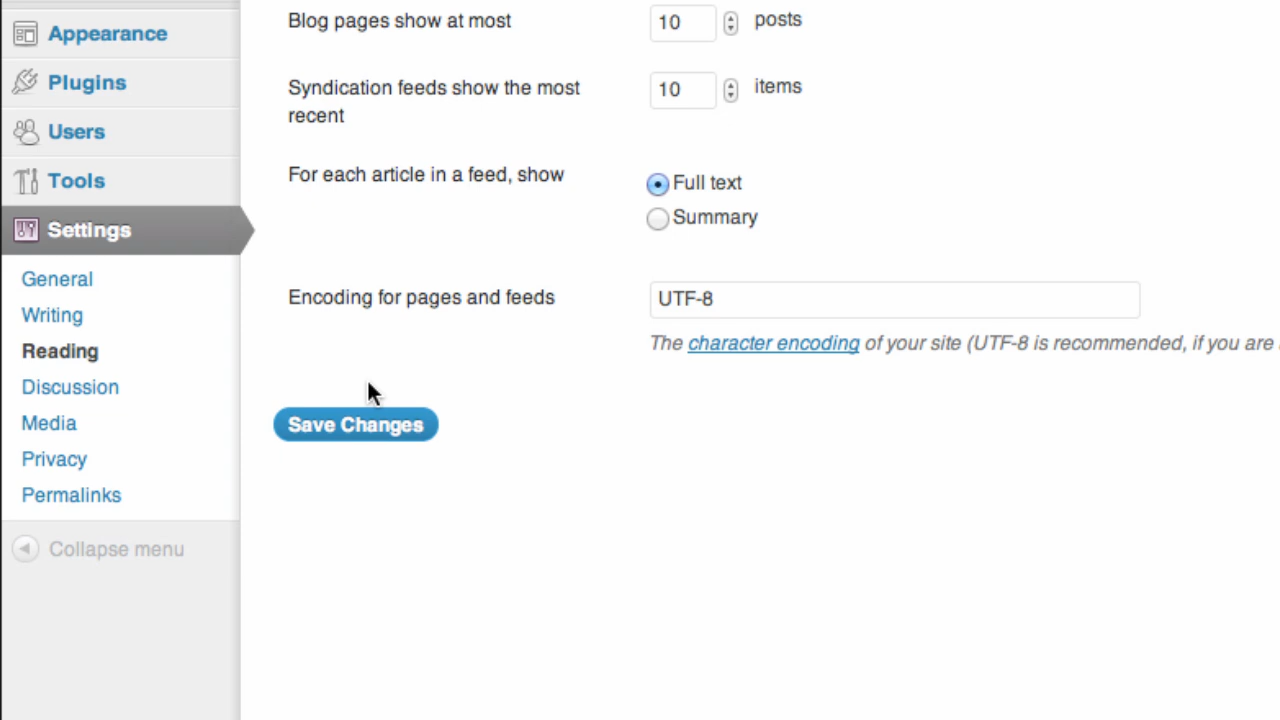 Appearance
Plugins
Users
Tools
Settings
General
Writing
Reading
Discussion
Media
Privacy
Permalinks
Collapse menu
Blog pages show at most
10
posts
Syndication feeds show the most
recent
10
items
For each article in a feed, show
Full text
Summary
Encoding for pages and feeds
UTF-8
The character encoding of your site (UTF-8 is recommended, if you are
Save Changes